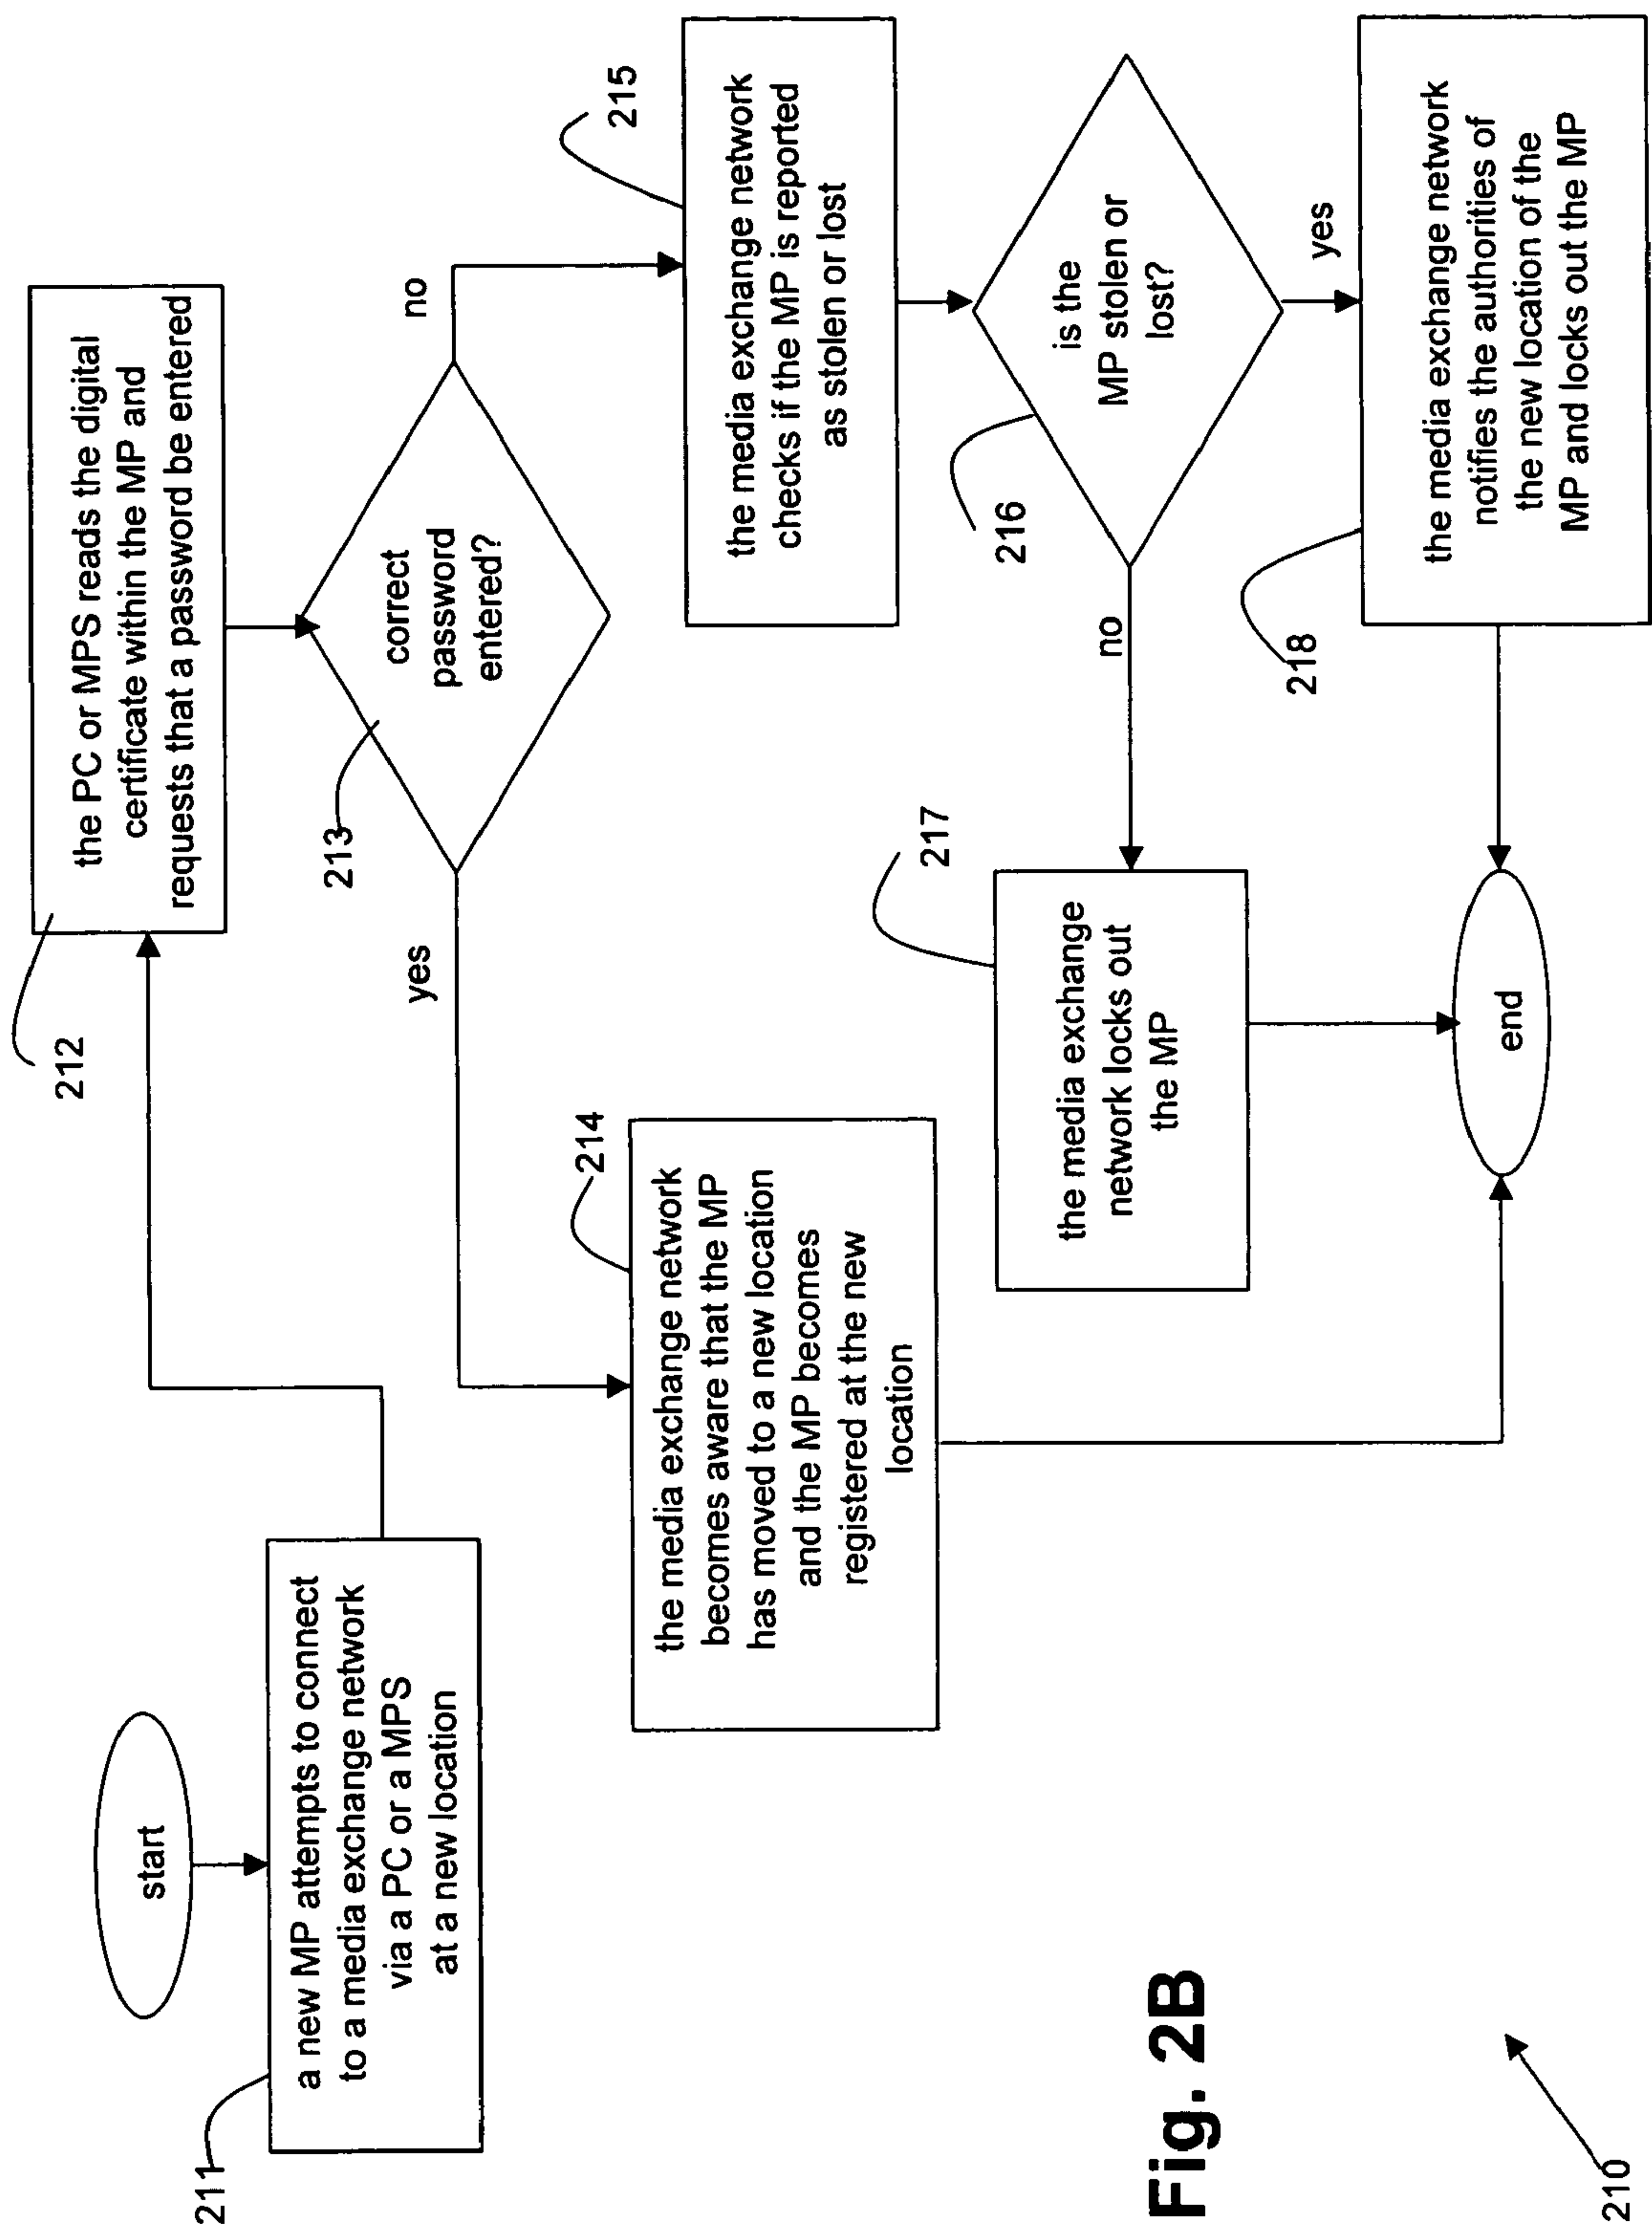 start
211
a new MP attempts to connect
to a media exchange network
via a PC or a MPS
at a new location
212
the PC or MPS reads the digital
certificate within the MP and
requests that a password be entered
213
correct
password
entered?
yes
no
214
the media exchange network
becomes aware that the MP
has moved to a new location
and the MP becomes
registered at the new
location
215
the media exchange network
checks if the MP is reported
as stolen or lost
216
is the
MP stolen or
lost?
no
yes
217
the media exchange
network locks out
the MP
218
the media exchange network
notifies the authorities of
the new location of the
MP and locks out the MP
end
Fig. 2B
210